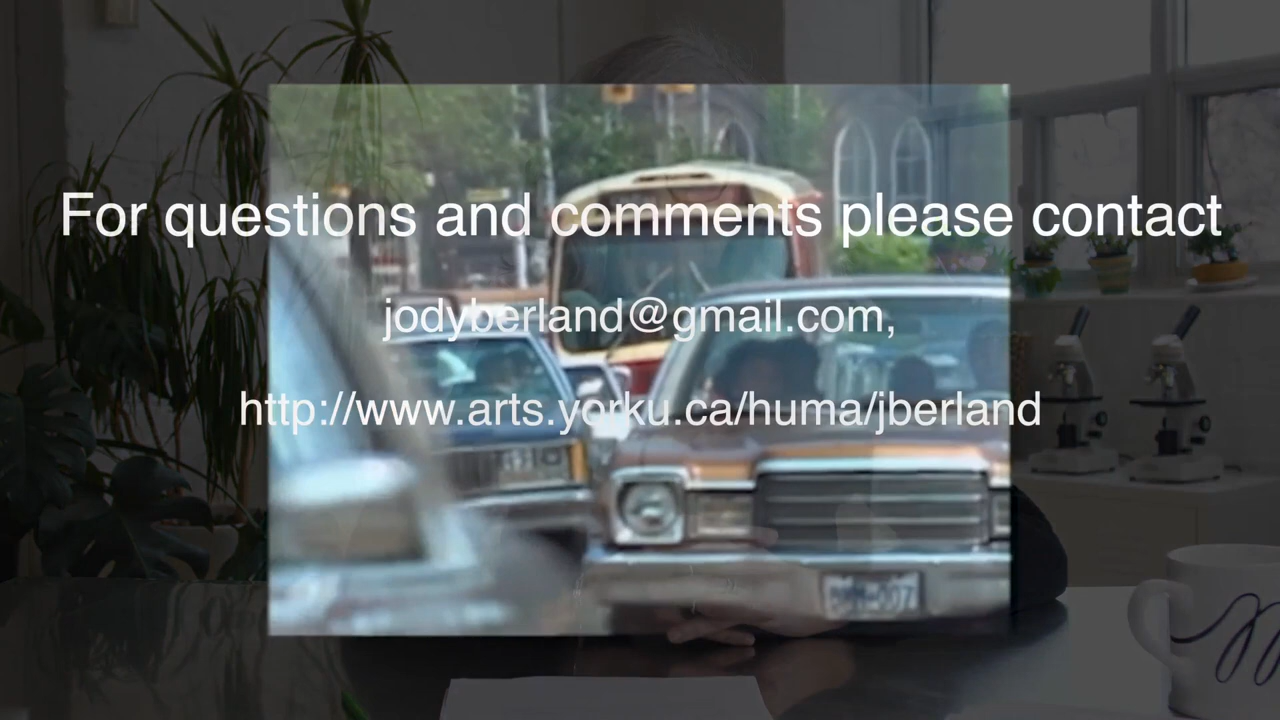 For questions and comments please contact
jodyberland@gmail.com,
http://www.arts.yorku.ca/huma/jberland